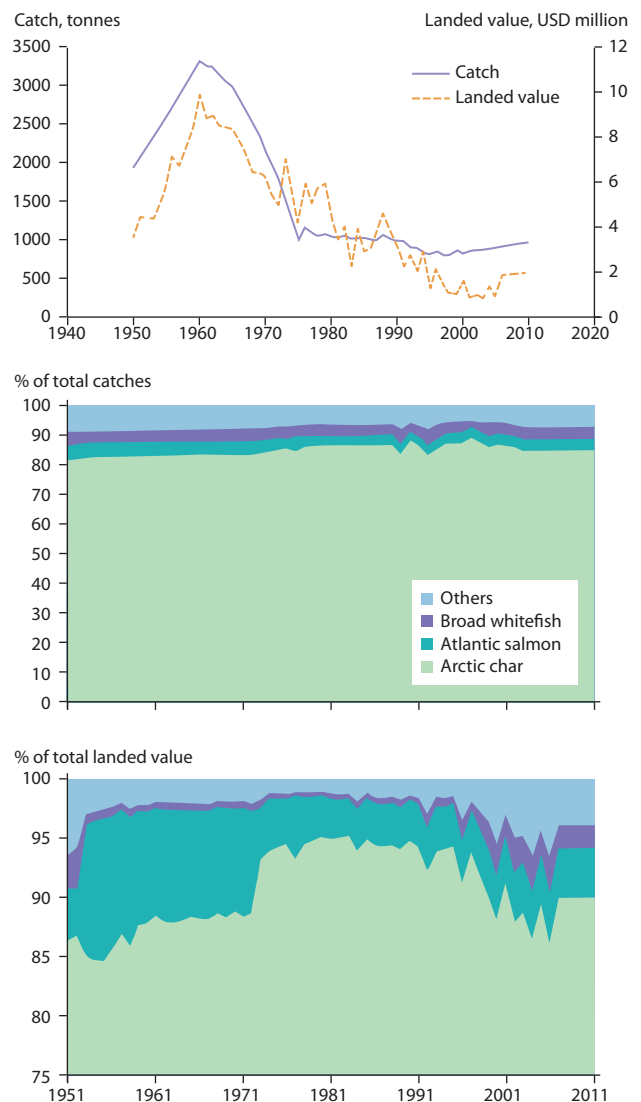 Catch, tonnes
Landed value, USD million
3500
3000
2500
2000
1500
1000
500
0
12
10
8
6
4
2
0
Catch
Landed value
1940 1950 1960 1970 1980 1990 2000 2010 2020
% of total catches
100
90
80
70
60
50
40
30
20
10
0
Others
Broad whitefish
Atlantic salmon
Arctic char
% of total landed value
100
95
90
85
80
75
1951 1961 1971 1981 1991 2001 2011